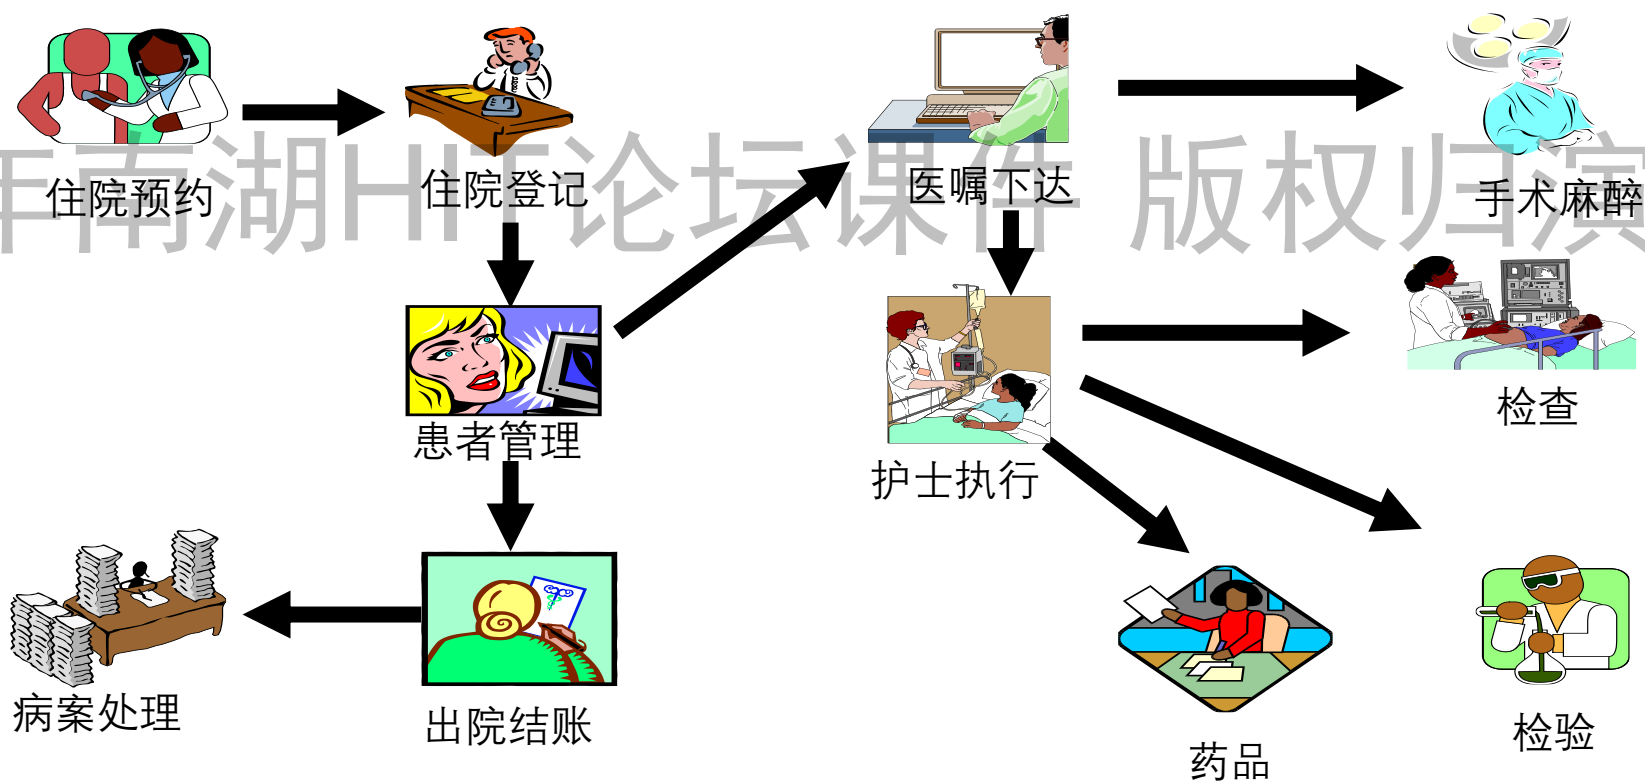 年南湖HIT论坛课件 版权归演
住院预约
住院登记
医嘱下达
手术麻醉
患者管理
检查
护士执行
病案处理
出院结账
药品
检验